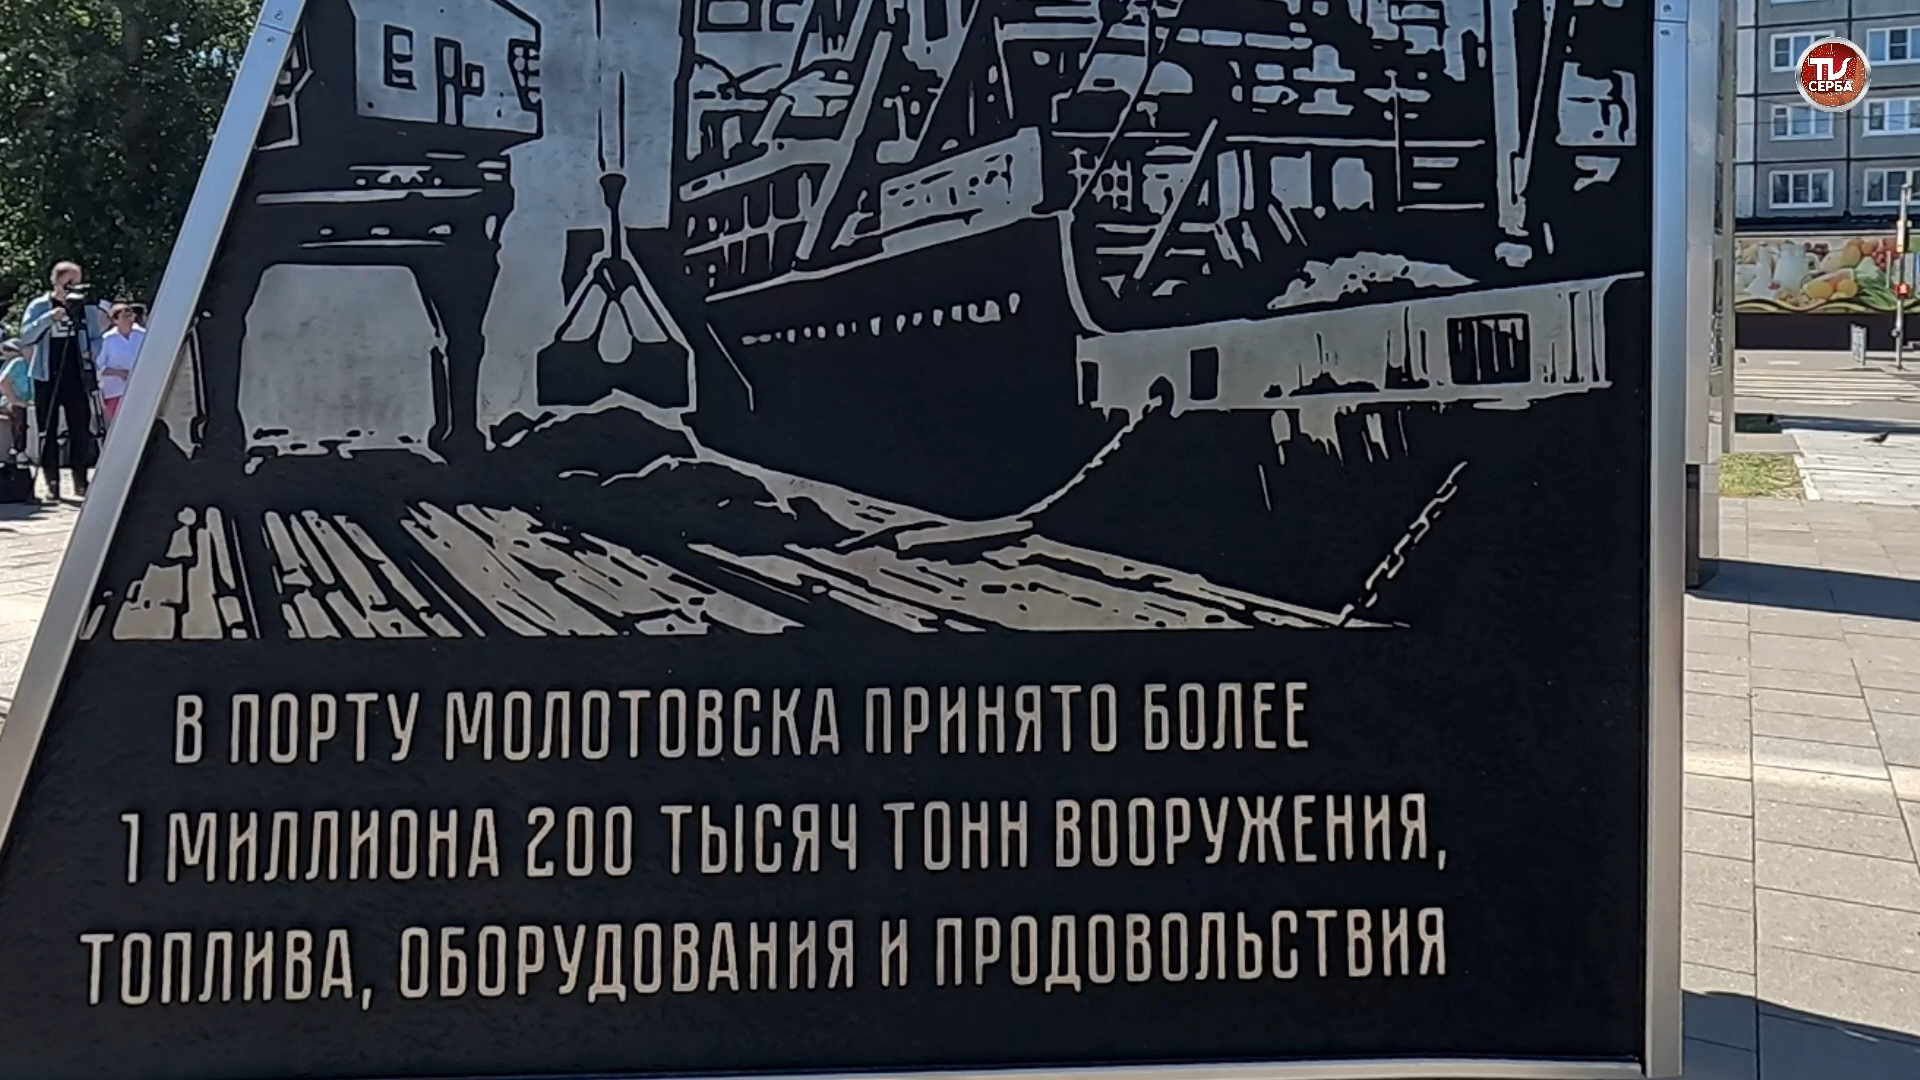 TV
СЕРБА
В ПОРТУ МОЛОТОВСКА ПРИНЯТО БОЛЕЕ
1 МИЛЛИОНА 200 ТЫСЯЧ ТОНН ВООРУЖЕНИЯ,
ТОПЛИВА, ОБОРУДОВАНИЯ И ПРОДОВОЛЬСТВИЯ